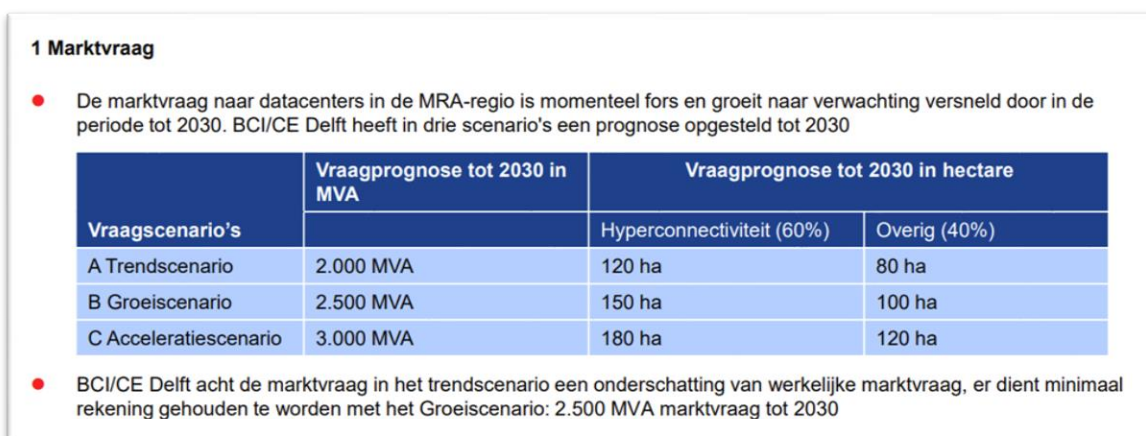 1 Marktvraag
De marktvraag naar datacenters in de MRA-regio is momenteel fors en groeit naar verwachting versneld door in de
periode tot 2030. BCI/CE Delft heeft in drie scenario's een prognose opgesteld tot 2030
Vraagprognose tot 2030 in
MVA
Vraagprognose tot 2030 in hectare
Vraagscenario's
Hyperconnectiviteit (60%)
Overig (40%)
A Trendscenario 2.000 MVA 120 ha 80 ha
B Groeiscenario 2.500 MVA 150 ha 100 ha
C Acceleratiescenario 3.000 MVA 180 ha 120 ha
BCI/CE Delft acht de marktvraag in het trendscenario een onderschatting van werkelijke marktvraag, er dient minimaal
rekening gehouden te worden met het Groeiscenario: 2.500 MVA marktvraag tot 2030